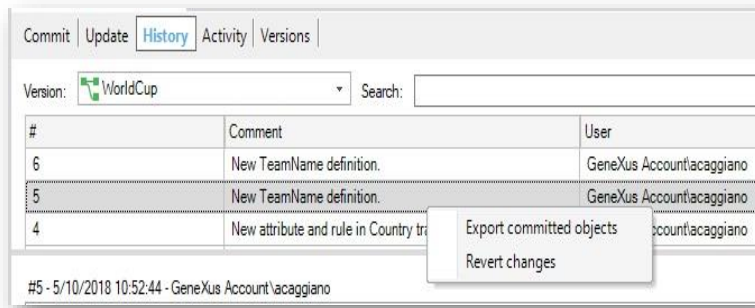 Commit Update History Activity Versions
Version: WorldCup Search:
# Comment User
6 New TeamName definition. GeneXus Account\acaggiano
5 New TeamName definition. GeneXus Account\acaggiano
4 New attribute and rule in Country tra ccount\acaggiano
Export committed objects
Revert changes
#5 - 5/10/2018 10:52:44 - GeneXus Account\acaggiano